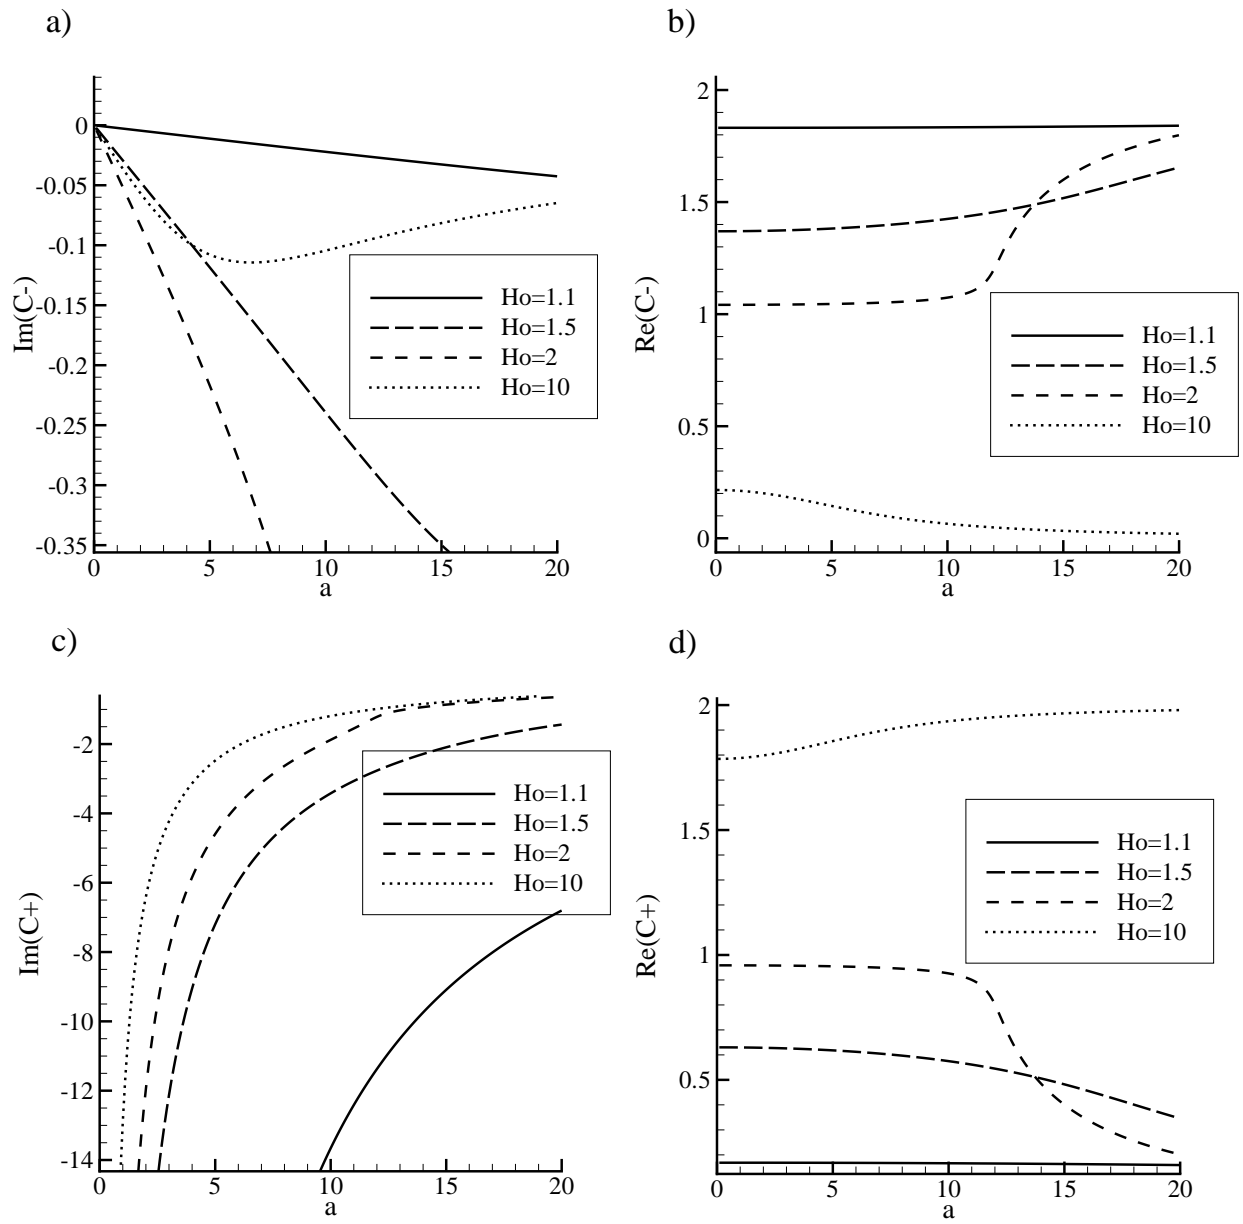 a)
Im(C-)
0
-0.05
-0.1
-0.15
-0.2
-0.25
-0.3
-0.35
0 5 10 15 20
a
Ho=1.1
Ho=1.5
Ho=2
Ho=10
b)
Re(C-)
2
1.5
1
0.5
0
0 5 10 15 20
a
Ho=1.1
Ho=1.5
Ho=2
Ho=10
c)
Im(C+)
-2
-4
-6
-8
-10
-12
-14
0 5 10 15 20
a
Ho=1.1
Ho=1.5
Ho=2
Ho=10
d)
Re(C+)
2
1.5
1
0.5
0 5 10 15 20
a
Ho=1.1
Ho=1.5
Ho=2
Ho=10